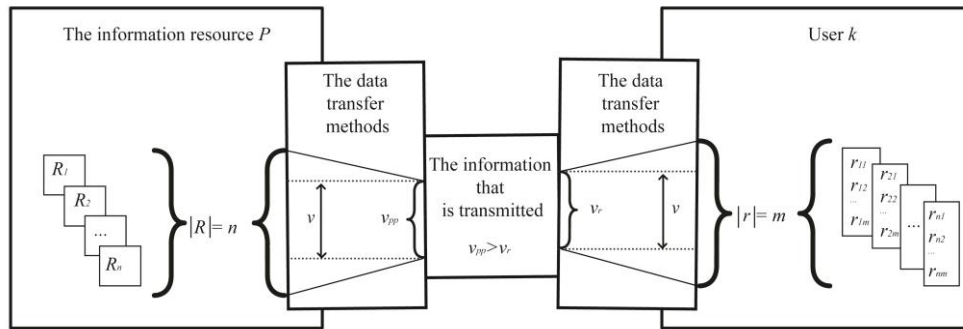 The information resource P
R1
R2
...
Rn
|R|= n
The data
transfer
methods
v
vpp
The information
that
is transmitted
vpp>vr
The data
transfer
methods
vr
v
User k
|r|= m
r11
r12
...
r1m
r21
r22
...
r2m
...
rn1
rn2
...
rnm